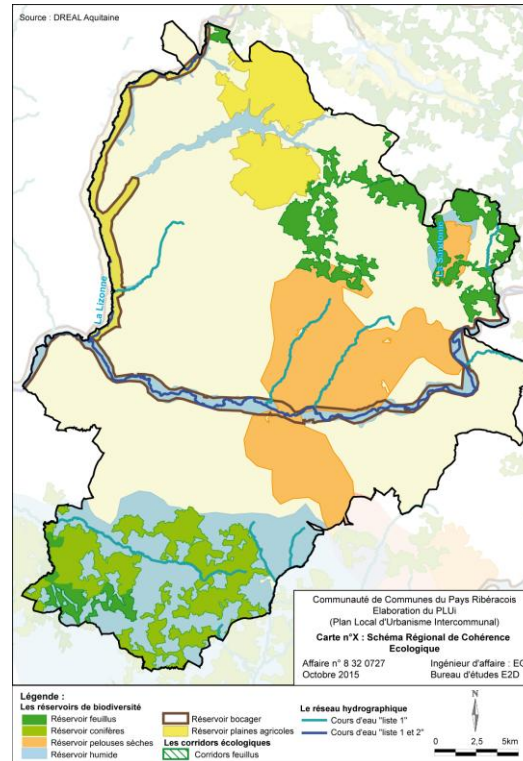 Source : DREAL Aquitaine
La Lizonne
La Sandonie
Communauté de Communes du Pays Ribéracois
Elaboration du PLUi
(Plan Local d'Urbanisme Intercommunal)
Carte n°X : Schéma Régional de Cohérence
Ecologique
Affaire n° 8 32 0727
Ingénieur d'affaire : EG
Octobre 2015
Bureau d'études E2D
Légende :
Les réservoirs de biodiversité
Réservoir feuillus
Réservoir conifères
Réservoir pelouses sèches
Réservoir humide
Réservoir bocager
Réservoir plaines agricoles
Les corridors écologiques
Corridors feuillus
Le réseau hydrographique
Cours d'eau "liste 1"
Cours d'eau "liste 1 et 2"
N
0 2,5 5km